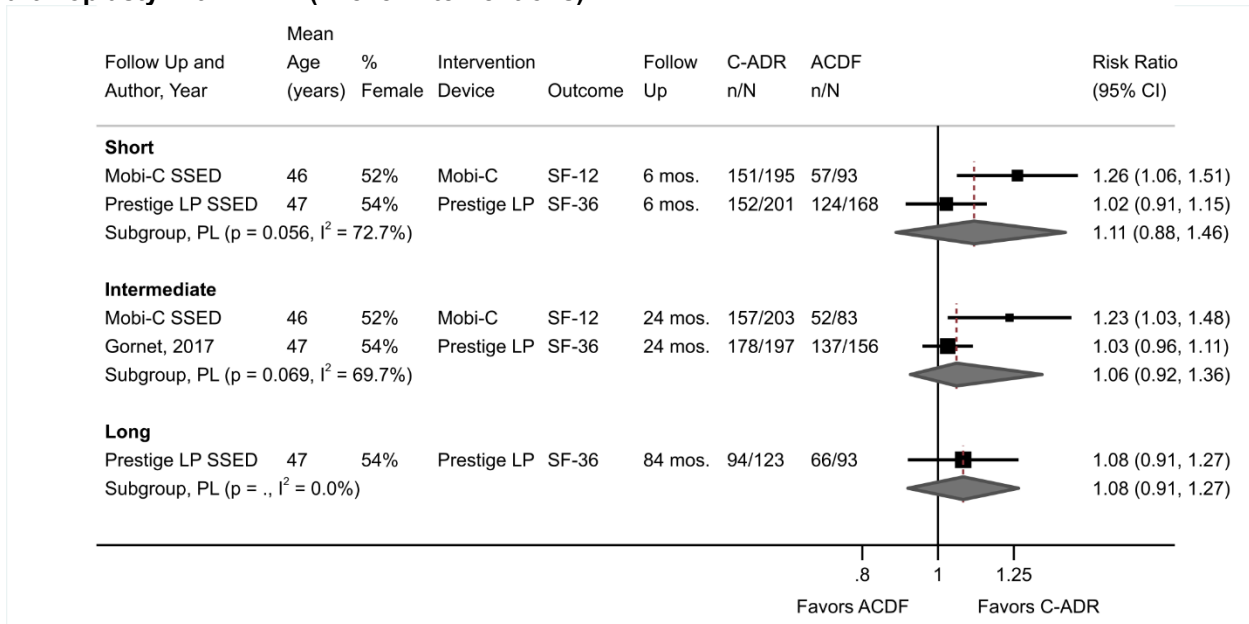 Mean
Follow Up and Age % Intervention Follow C-ADR ACDF Risk Ratio
Author, Year (years) Female Device Outcome Up n/N n/N (95% CI)
Short
Mobi-C SSED 46 52% Mobi-C SF-12 6 mos. 151/195 57/93 1.26 (1.06, 1.51)
Prestige LP SSED 47 54% Prestige LP SF-36 6 mos. 152/201 124/168 1.02 (0.91, 1.15)
Subgroup, PL (p = 0.056, I² = 72.7%) 1.11 (0.88, 1.46)
Intermediate
Mobi-C SSED 46 52% Mobi-C SF-12 24 mos. 157/203 52/83 1.23 (1.03, 1.48)
Gornet, 2017 47 54% Prestige LP SF-36 24 mos. 178/197 137/156 1.03 (0.96, 1.11)
Subgroup, PL (p = 0.069, I² = 69.7%) 1.06 (0.92, 1.36)
Long
Prestige LP SSED 47 54% Prestige LP SF-36 84 mos. 94/123 66/93 1.08 (0.91, 1.27)
Subgroup, PL (p = ., I² = 0.0%) 1.08 (0.91, 1.27)
.8 1 1.25
Favors ACDF Favors C-ADR